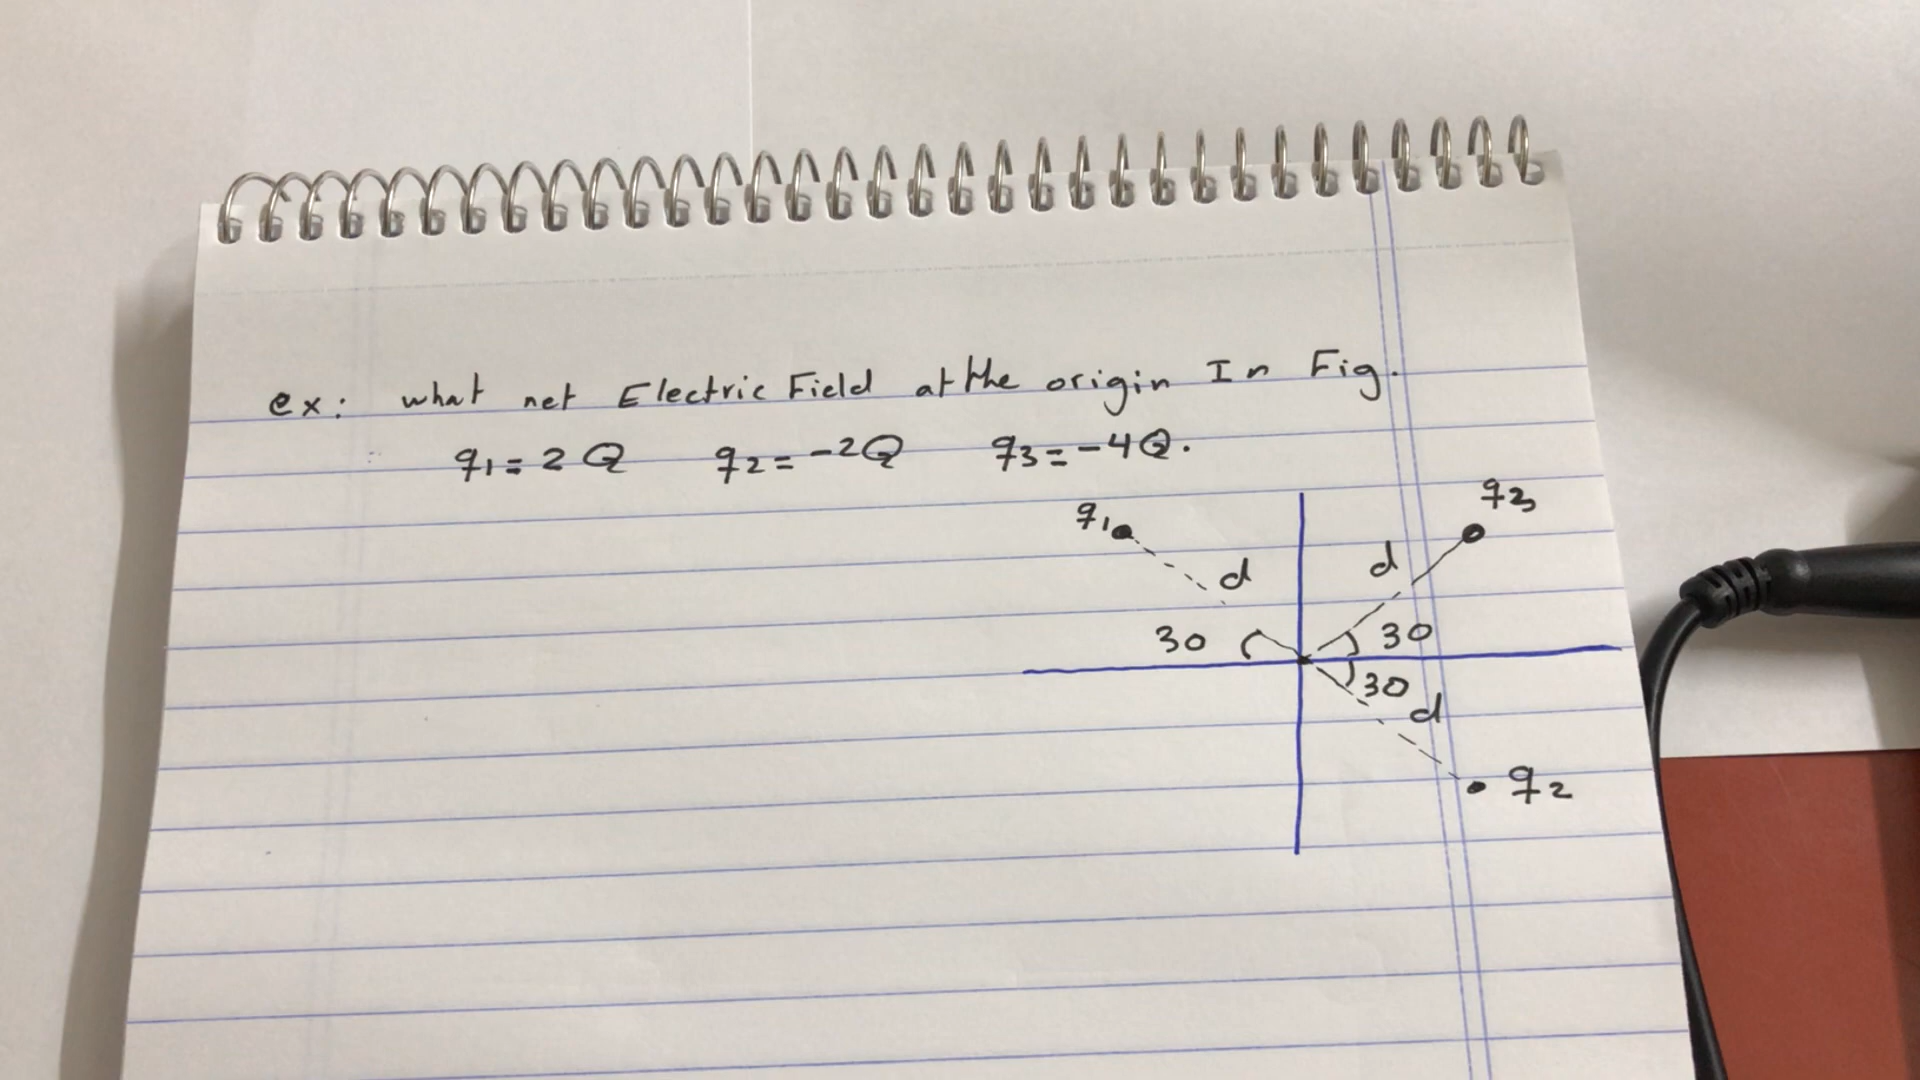 ex: what net Electric Field at the origin In Fig.
q1 = 2Q q2 = -2Q q3 = -4Q.
q1 q3
d d
30 30
30
d
q2